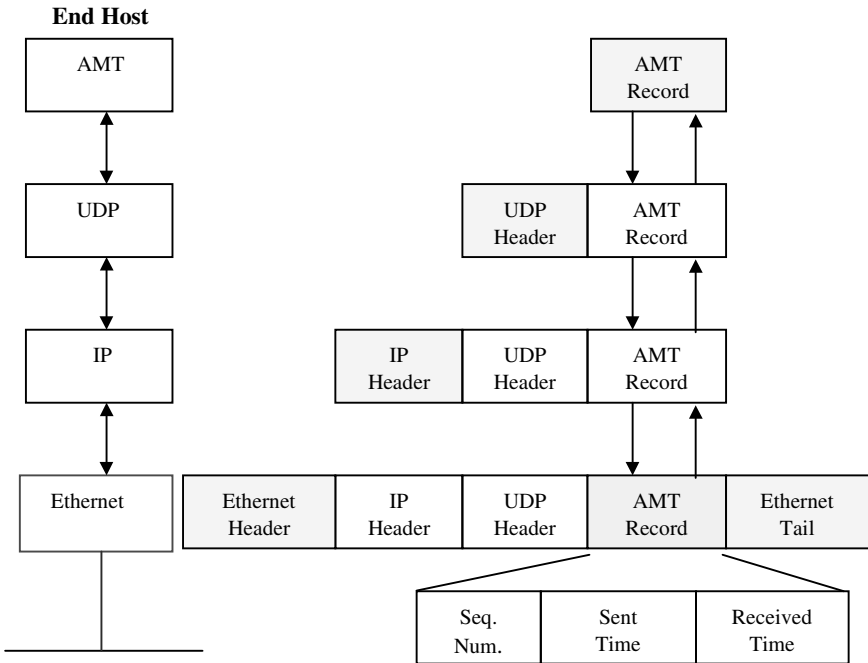 End Host
AMT
AMT
Record
UDP
UDP
Header
AMT
Record
IP
IP
Header
UDP
Header
AMT
Record
Ethernet
Ethernet
Header
IP
Header
UDP
Header
AMT
Record
Ethernet
Tail
Seq.
Num.
Sent
Time
Received
Time